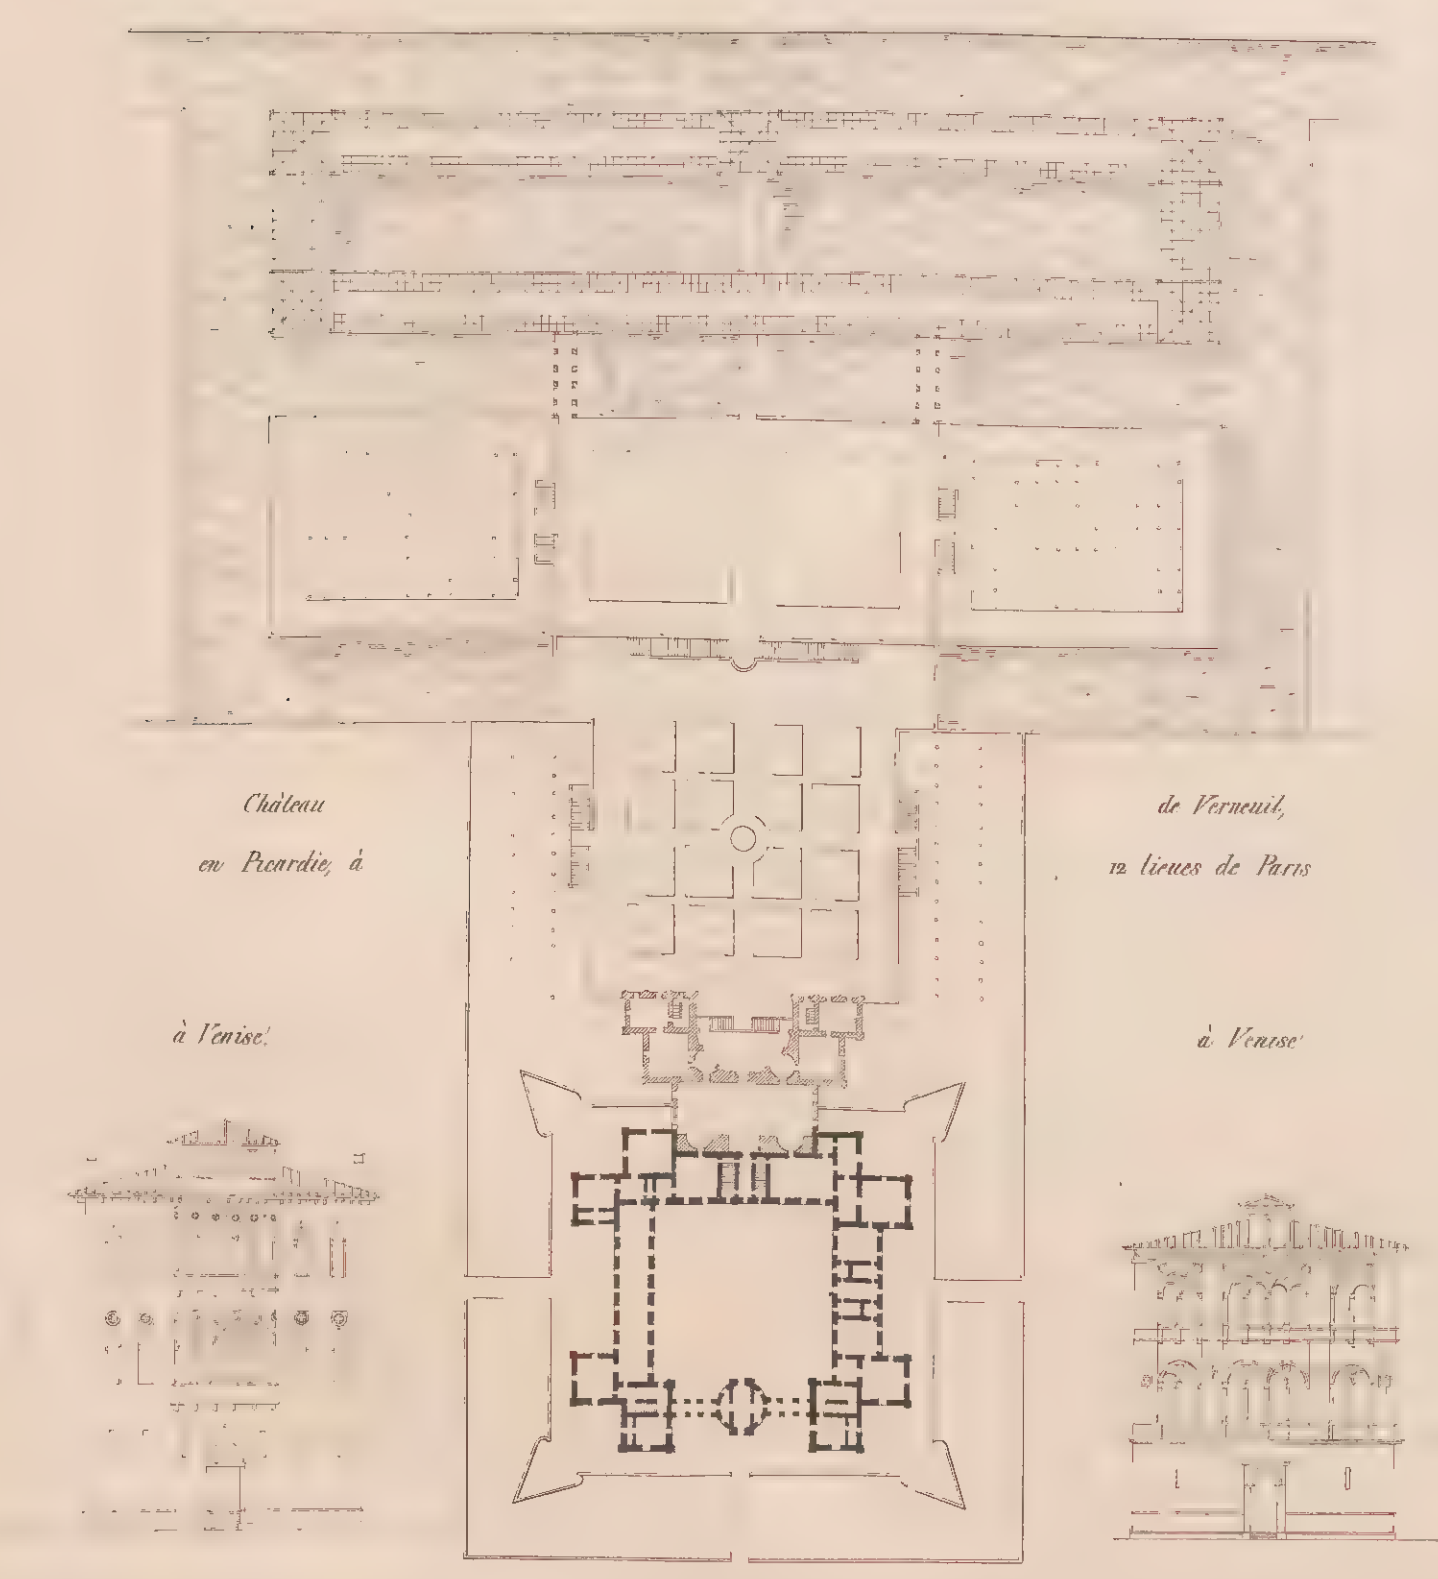 Château
de Verneuil,
en Picardie, à
12 lieues de Paris
à Venise.
à Venise